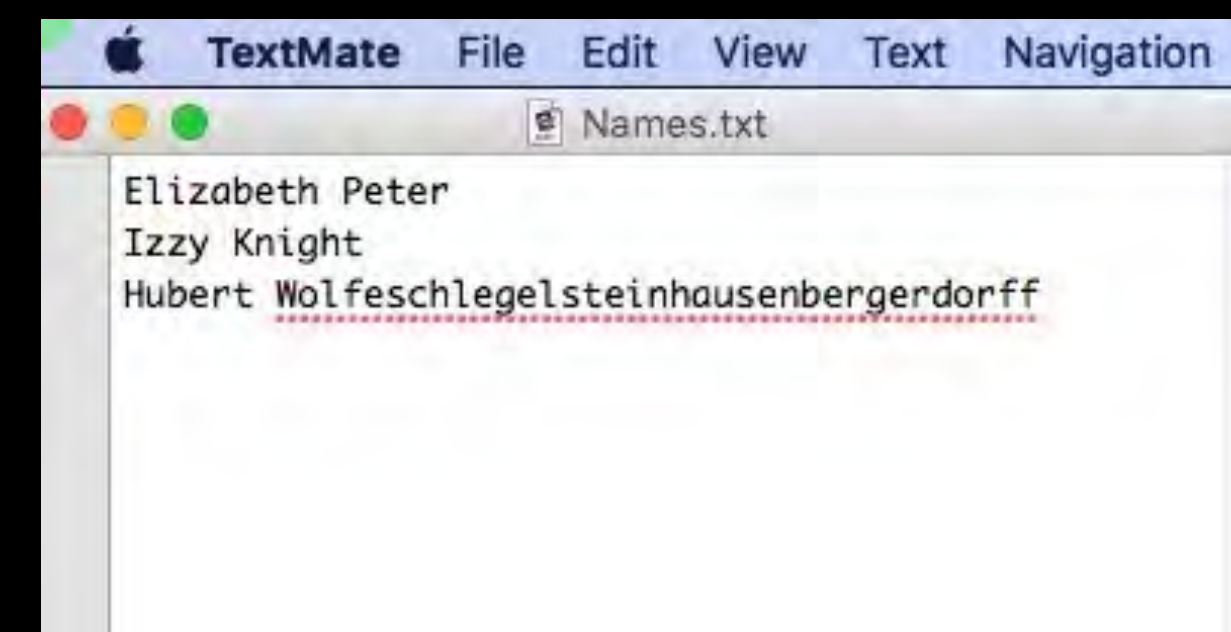 TextMate File Edit View Text Navigation
Names.txt
Elizabeth Peter
Izzy Knight
Hubert Wolfeschlegelsteinhausenbergerdorff